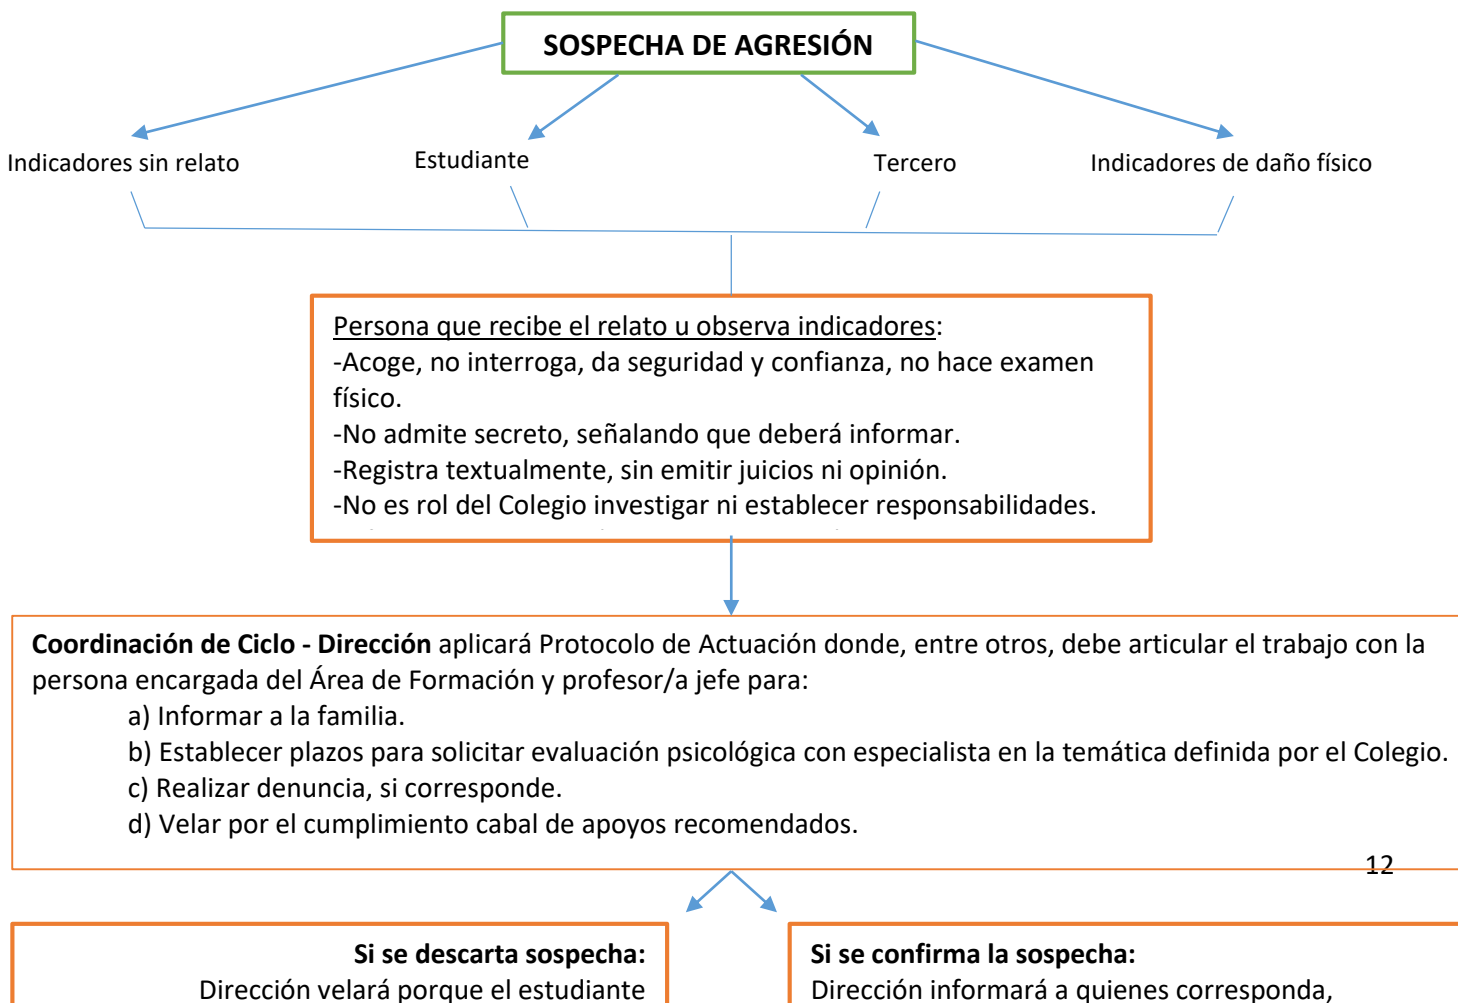 SOSPECHA DE AGRESIÓN
Indicadores sin relato
Estudiante
Tercero
Indicadores de daño físico
Persona que recibe el relato u observa indicadores:
-Acoge, no interroga, da seguridad y confianza, no hace examen
físico.
-No admite secreto, señalando que deberá informar.
-Registra textualmente, sin emitir juicios ni opinión.
-No es rol del Colegio investigar ni establecer responsabilidades.
Coordinación de Ciclo - Dirección aplicará Protocolo de Actuación donde, entre otros, debe articular el trabajo con la
persona encargada del Área de Formación y profesor/a jefe para:
a) Informar a la familia.
b) Establecer plazos para solicitar evaluación psicológica con especialista en la temática definida por el Colegio.
c) Realizar denuncia, si corresponde.
d) Velar por el cumplimiento cabal de apoyos recomendados.
12
Si se descarta sospecha:
Dirección velará porque el estudiante
Si se confirma la sospecha:
Dirección informará a quienes corresponda,